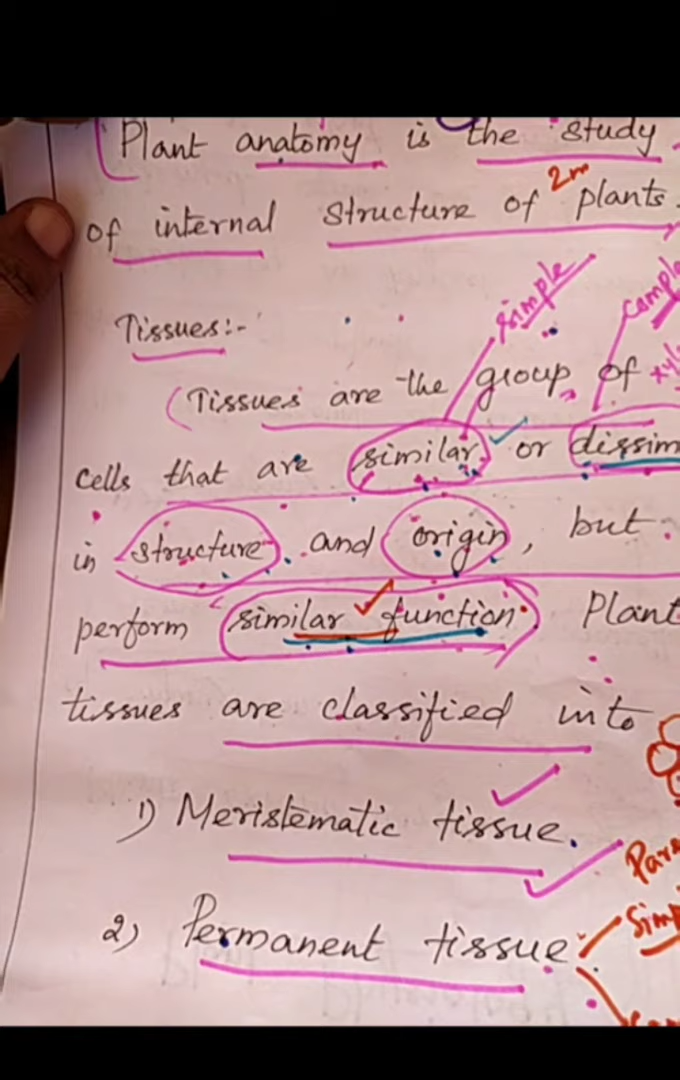 Plant anatomy is the study
2m
of internal structure of plants.
simple
Tissues:-
(Tissues are the group of
cells that are similar or
in structure and origin, but
perform similar function. Plant
tissues are classified into
1) Meristematic tissue.
2) Permanent tissue